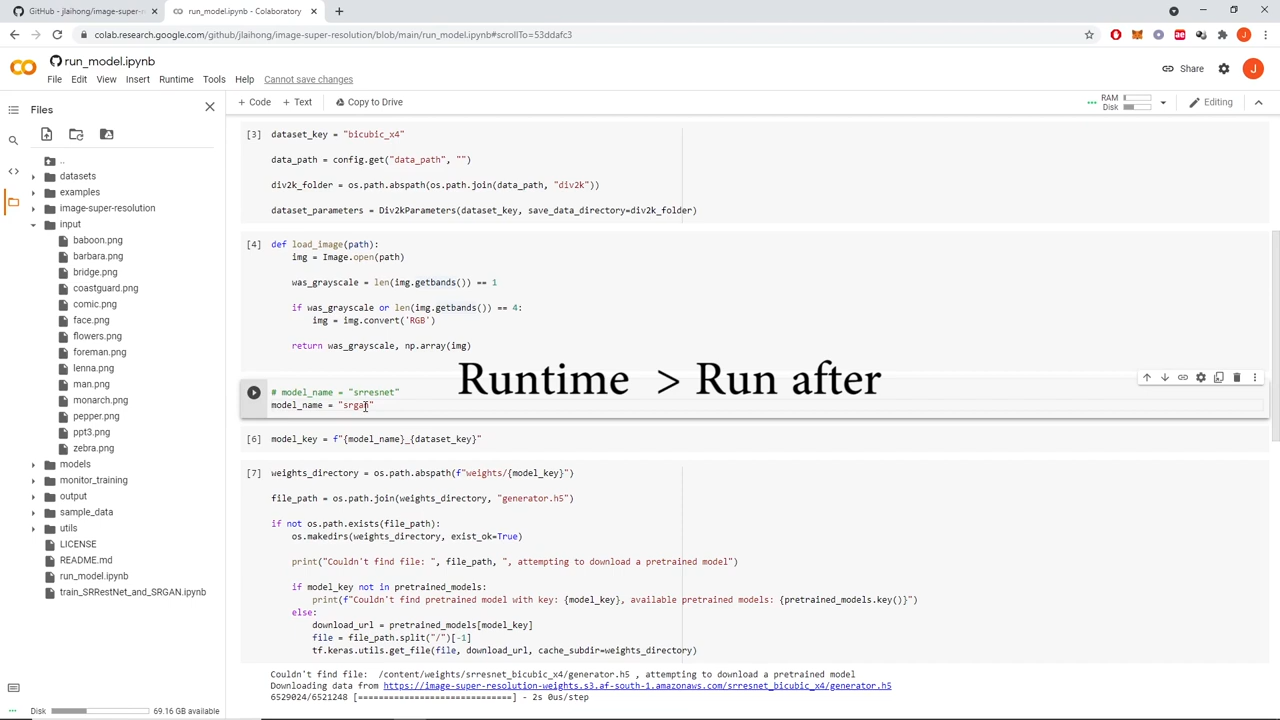 GitHub - jlaihong/image-super-r
run_model.ipynb - Colaboratory
colab.research.google.com/github/jlaihong/image-super-resolution/blob/main/run_model.ipynb#scrollTo=53ddafc3
run_model.ipynb
File Edit View Insert Runtime Tools Help Cannot save changes
Share
J
Files
+ Code + Text Copy to Drive
RAM
Disk
Editing
..
datasets
examples
image-super-resolution
input
baboon.png
barbara.png
bridge.png
coastguard.png
comic.png
face.png
flowers.png
foreman.png
lenna.png
man.png
monarch.png
pepper.png
ppt3.png
zebra.png
models
monitor_training
output
sample_data
utils
LICENSE
README.md
run_model.ipynb
train_SRRestNet_and_SRGAN.ipynb
Disk 69.16 GB available
[3] dataset_key = "bicubic_x4"
data_path = config.get("data_path", "")
div2k_folder = os.path.abspath(os.path.join(data_path, "div2k"))
dataset_parameters = Div2kParameters(dataset_key, save_data_directory=div2k_folder)
[4] def load_image(path):
img = Image.open(path)
was_grayscale = len(img.getbands()) == 1
if was_grayscale or len(img.getbands()) == 4:
img = img.convert('RGB')
return was_grayscale, np.array(img)
Runtime > Run after
# model_name = "srresnet"
model_name = "srgan"
[6] model_key = f"{model_name}_{dataset_key}"
[7] weights_directory = os.path.abspath(f"weights/{model_key}")
file_path = os.path.join(weights_directory, "generator.h5")
if not os.path.exists(file_path):
os.makedirs(weights_directory, exist_ok=True)
print("Couldn't find file: ", file_path, ", attempting to download a pretrained model")
if model_key not in pretrained_models:
print(f"Couldn't find pretrained model with key: {model_key}, available pretrained models: {pretrained_models.key()}")
else:
download_url = pretrained_models[model_key]
file = file_path.split("/")[-1]
tf.keras.utils.get_file(file, download_url, cache_subdir=weights_directory)
Couldn't find file: /content/weights/srresnet_bicubic_x4/generator.h5 , attempting to download a pretrained model
Downloading data from https://image-super-resolution-weights.s3.af-south-1.amazonaws.com/srresnet_bicubic_x4/generator.h5
6529024/6521248 [==============================] - 2s 0us/step